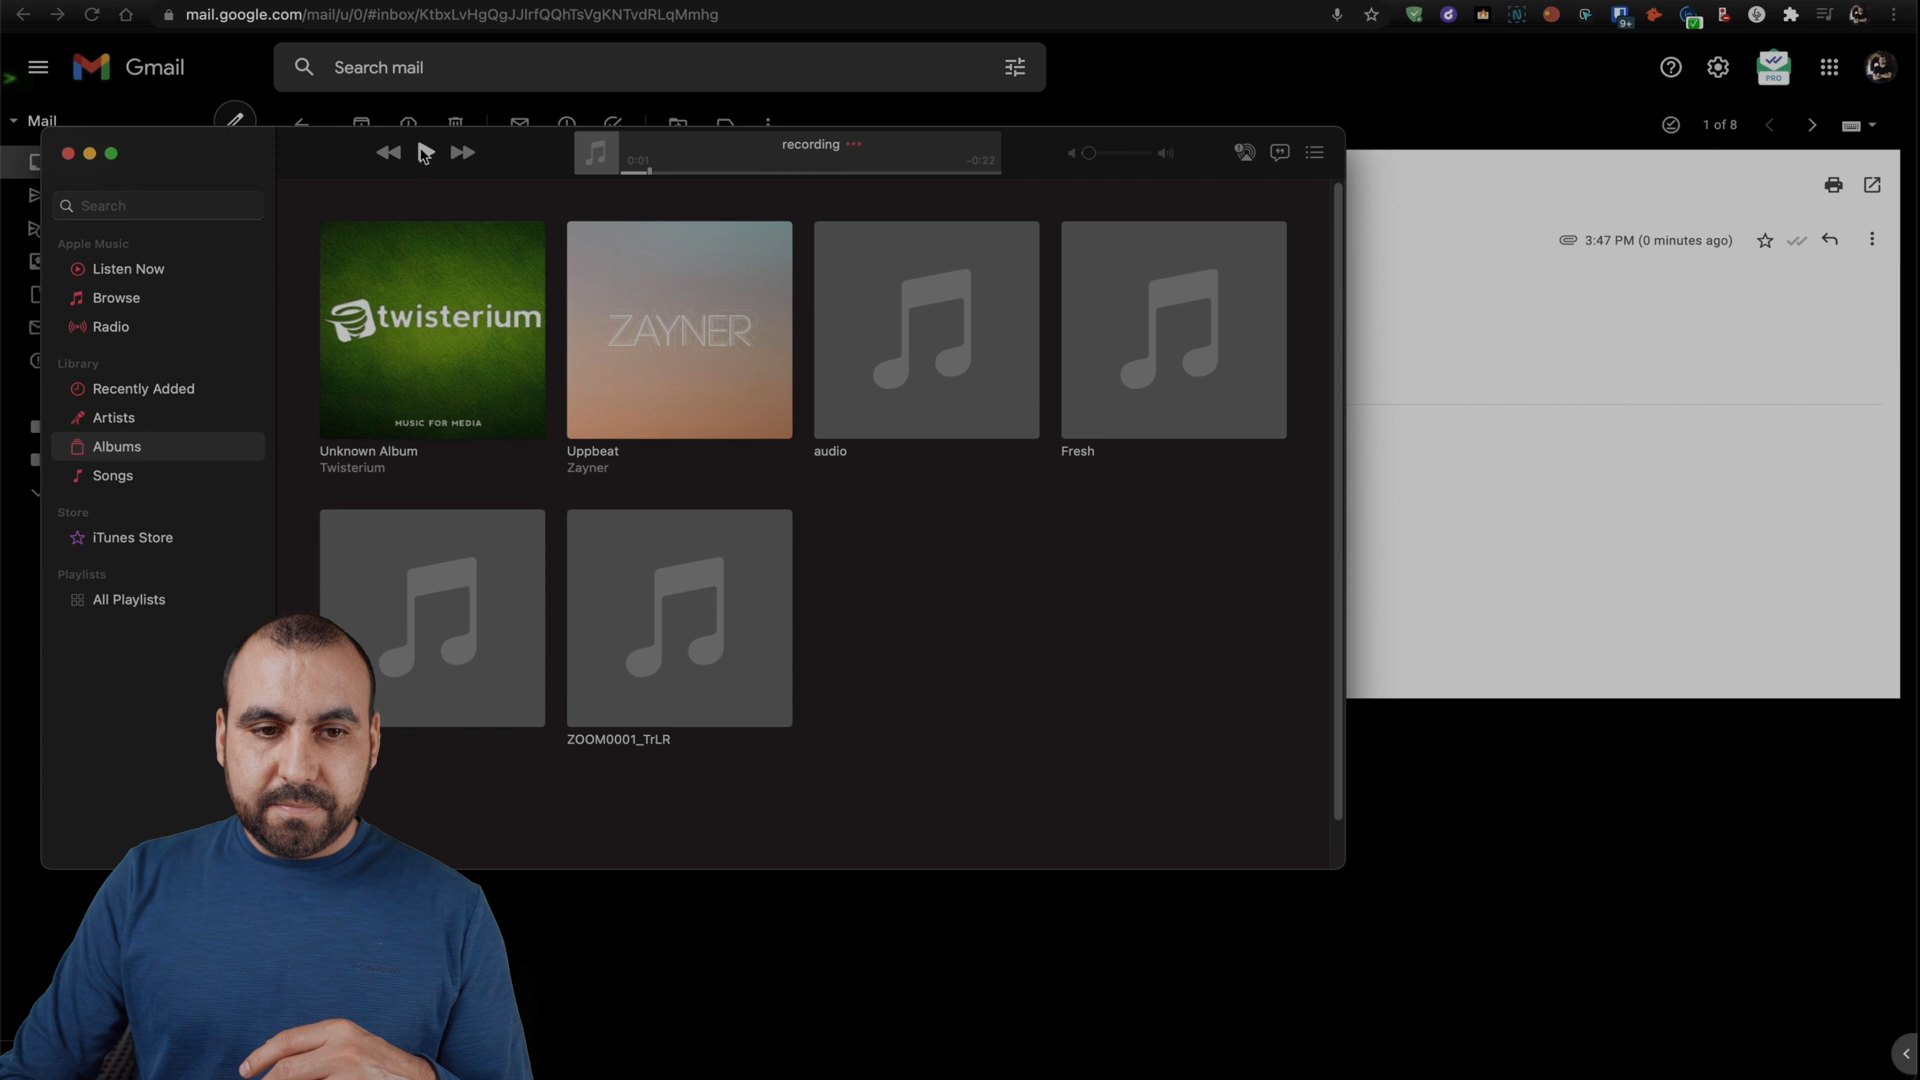 mail.google.com/mail/u/0/#inbox/KtbxLvHgQgJJlrfQQhTsVgKNTvdRLqMmhg
9+
Gmail
Search mail
PRO
Mail
1 of 8
recording •••
0:01
-0:22
Search
Apple Music
Listen Now
Browse
Radio
Library
Recently Added
Artists
Albums
Songs
Store
iTunes Store
Playlists
All Playlists
twisterium
MUSIC FOR MEDIA
ZAYNER
Unknown Album
Twisterium
Uppbeat
Zayner
audio
Fresh
ZOOM0001_TrLR
3:47 PM (0 minutes ago)